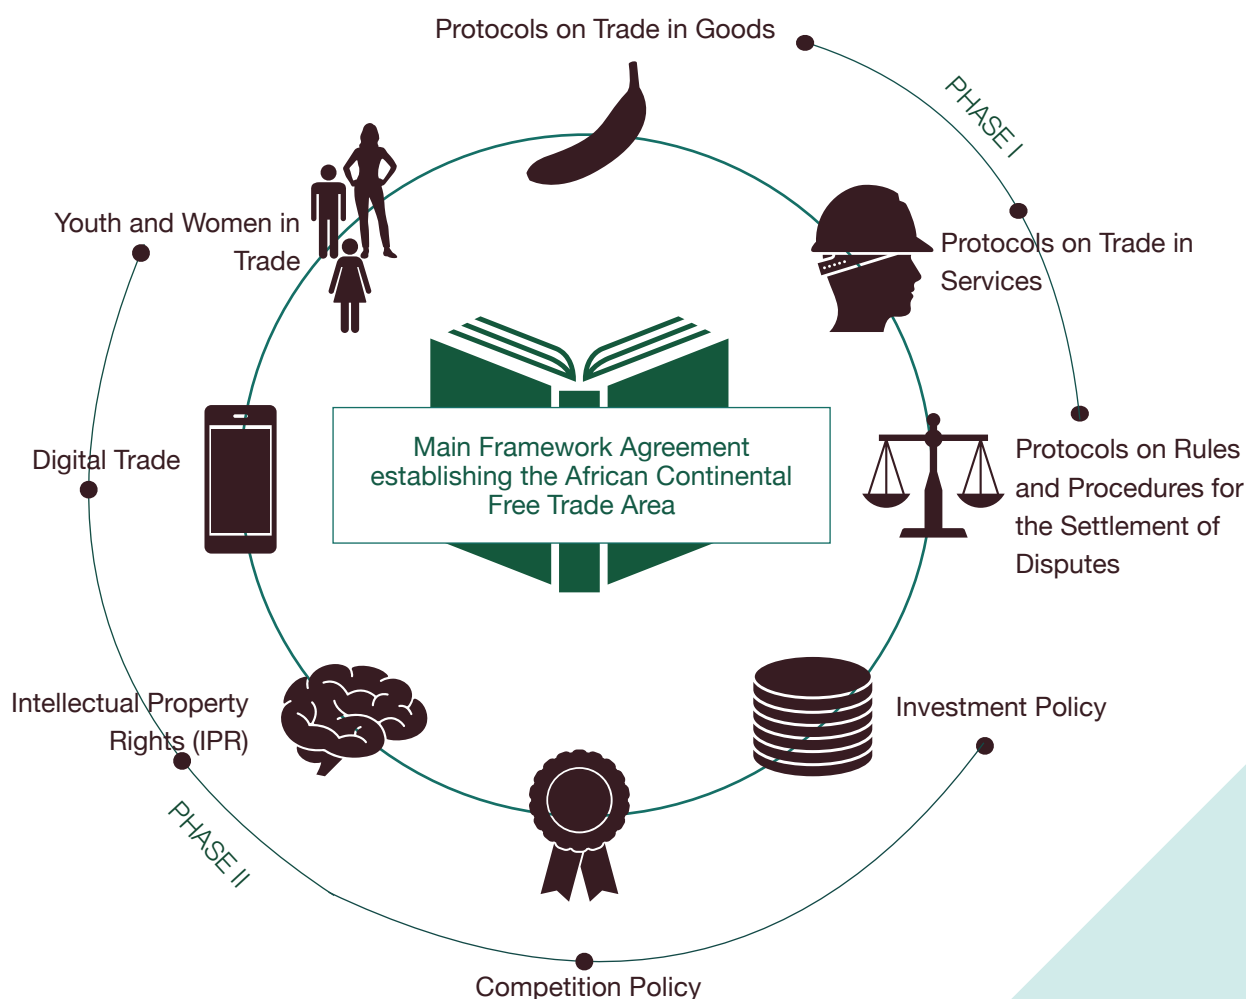 Protocols on Trade in Goods
PHASE I
Youth and Women in
Trade
Protocols on Trade in
Services
Main Framework Agreement
establishing the African Continental
Free Trade Area
Digital Trade
Protocols on Rules
and Procedures for
the Settlement of
Disputes
Intellectual Property
Rights (IPR)
Investment Policy
PHASE II
Competition Policy